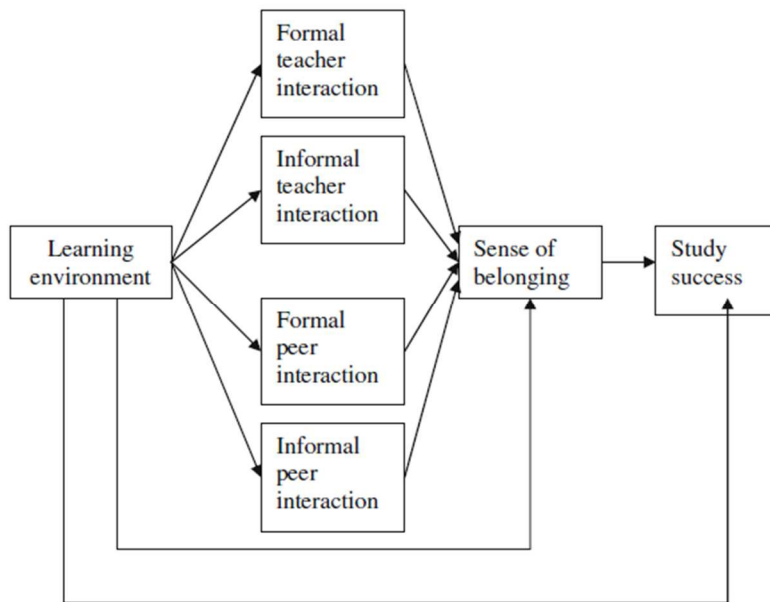 Formal
teacher
interaction
Informal
teacher
interaction
Learning
environment
Formal
peer
interaction
Informal
peer
interaction
Sense of
belonging
Study
success